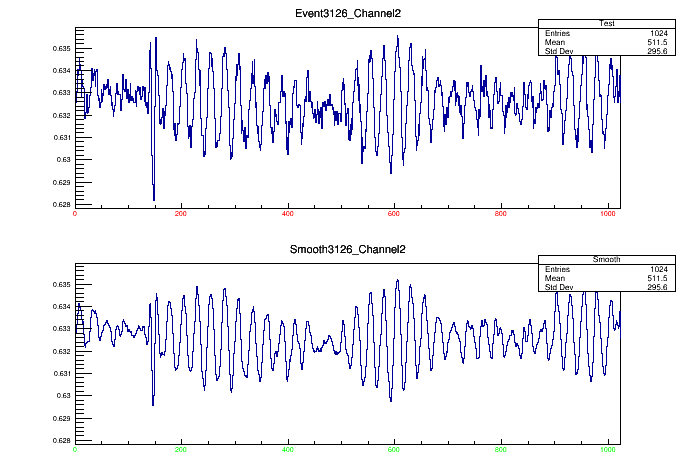 Event3126_Channel2
Test
Entries 1024
Mean 511.5
Std Dev 295.6
0.635
0.634
0.633
0.632
0.631
0.63
0.629
0.628
0 200 400 600 800 1000
Smooth3126_Channel2
Smooth
Entries 1024
Mean 511.5
Std Dev 295.6
0.635
0.634
0.633
0.632
0.631
0.63
0.629
0.628
0 200 400 600 800 1000